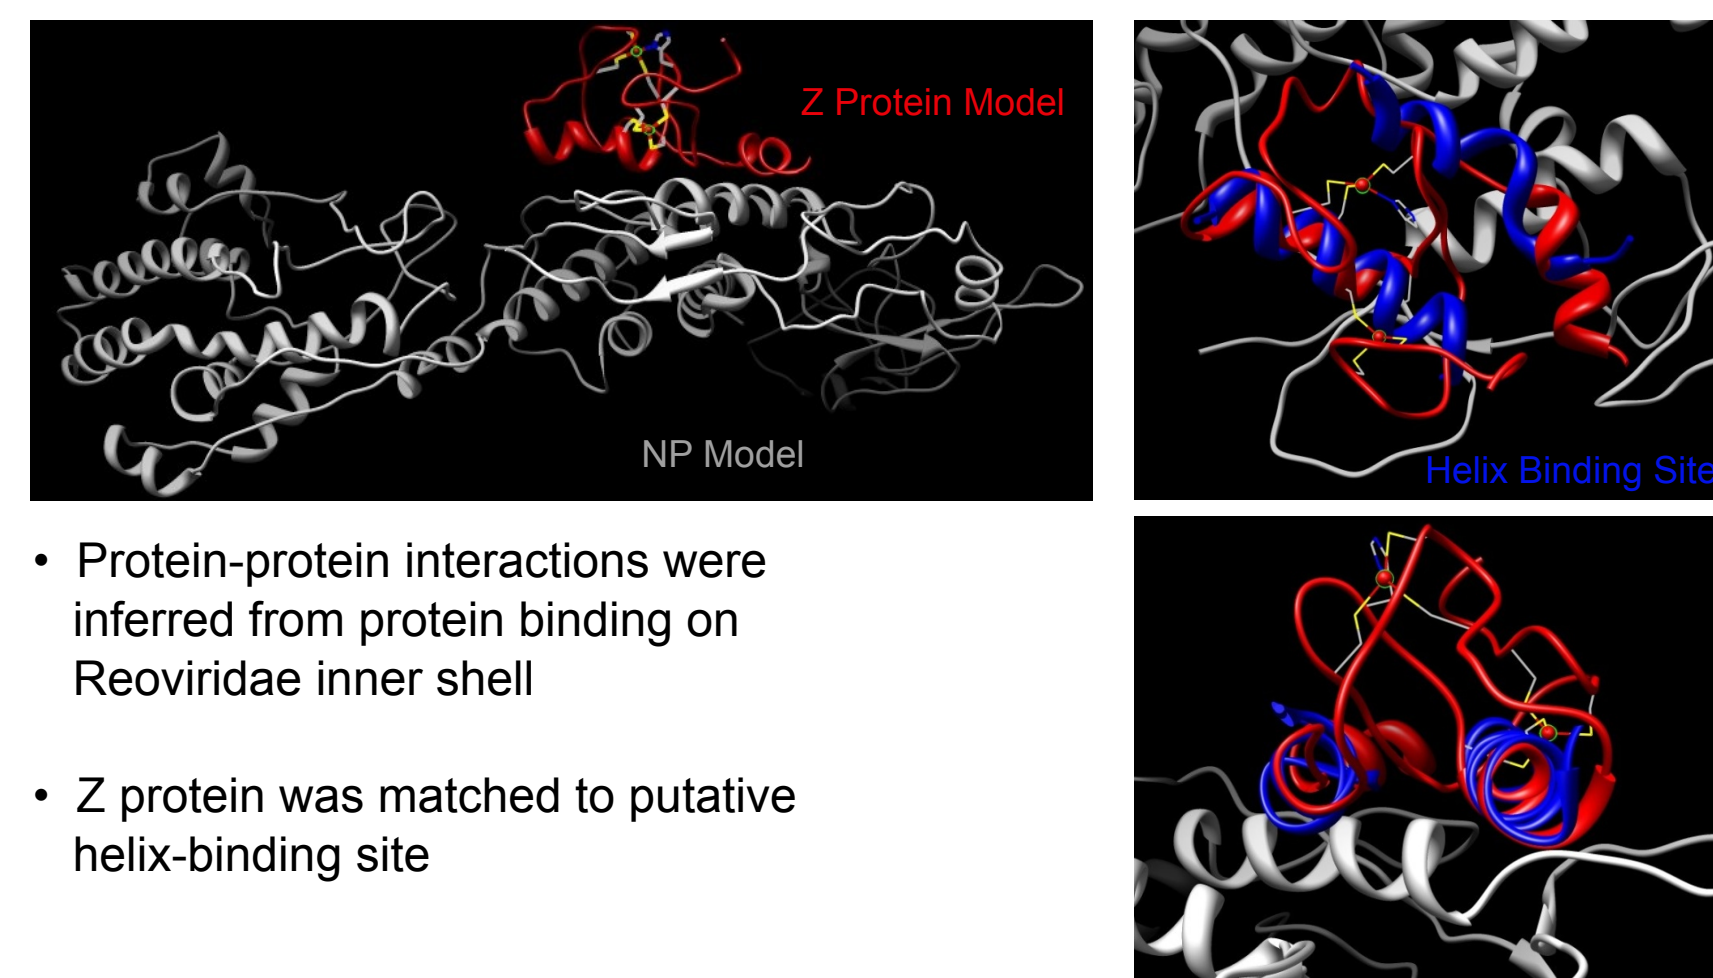 Z Protein Model
NP Model
Helix Binding Site
• Protein-protein interactions were
inferred from protein binding on
Reoviridae inner shell
• Z protein was matched to putative
helix-binding site